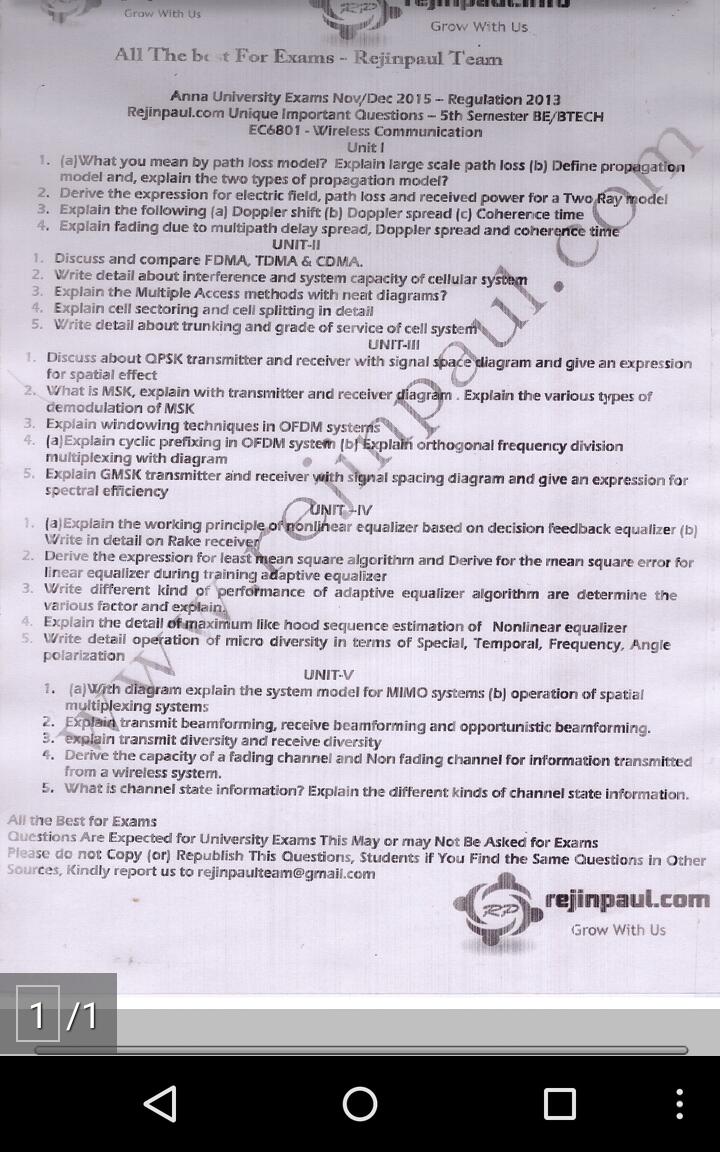 Grow With Us
Grow With Us
All The best For Exams - Rejinpaul Team
Anna University Exams Nov/Dec 2015 – Regulation 2013
Rejinpaul.com Unique Important Questions – 5th Semester BE/BTECH
EC6801 - Wireless Communication
Unit I
1. (a)What you mean by path loss model? Explain large scale path loss (b) Define propagation
model and, explain the two types of propagation model?
2. Derive the expression for electric field, path loss and received power for a Two Ray model
3. Explain the following (a) Doppler shift (b) Doppler spread (c) Coherence time
4. Explain fading due to multipath delay spread, Doppler spread and coherence time
UNIT-II
1. Discuss and compare FDMA, TDMA & CDMA.
2. Write detail about interference and system capacity of cellular system
3. Explain the Multiple Access methods with neat diagrams?
4. Explain cell sectoring and cell splitting in detail
5. Write detail about trunking and grade of service of cell system
UNIT-III
1. Discuss about QPSK transmitter and receiver with signal space diagram and give an expression
for spatial effect
2. What is MSK, explain with transmitter and receiver diagram . Explain the various types of
demodulation of MSK
3. Explain windowing techniques in OFDM systems
4. (a)Explain cyclic prefixing in OFDM system (b) Explain orthogonal frequency division
multiplexing with diagram
5. Explain GMSK transmitter and receiver with signal spacing diagram and give an expression for
spectral efficiency
UNIT –IV
1. (a)Explain the working principle of nonlinear equalizer based on decision feedback equalizer (b)
Write in detail on Rake receiver
2. Derive the expression for least mean square algorithm and Derive for the mean square error for
linear equalizer during training adaptive equalizer
3. Write different kind of performance of adaptive equalizer algorithm are determine the
various factor and explain.
4. Explain the detail of maximum like hood sequence estimation of Nonlinear equalizer
5. Write detail operation of micro diversity in terms of Special, Temporal, Frequency, Angle
polarization
UNIT-V
1. (a)With diagram explain the system model for MIMO systems (b) operation of spatial
multiplexing systems
2. Explain transmit beamforming, receive beamforming and opportunistic beamforming.
3. explain transmit diversity and receive diversity
4. Derive the capacity of a fading channel and Non fading channel for information transmitted
from a wireless system.
5. What is channel state information? Explain the different kinds of channel state information.
All the Best for Exams
Questions Are Expected for University Exams This May or may Not Be Asked for Exams
Please do not Copy (or) Republish This Questions, Students if You Find the Same Questions in Other
Sources, Kindly report us to rejinpaulteam@gmail.com
www.rejinpaul.com
RP
rejinpaul.com
Grow With Us
1 /1